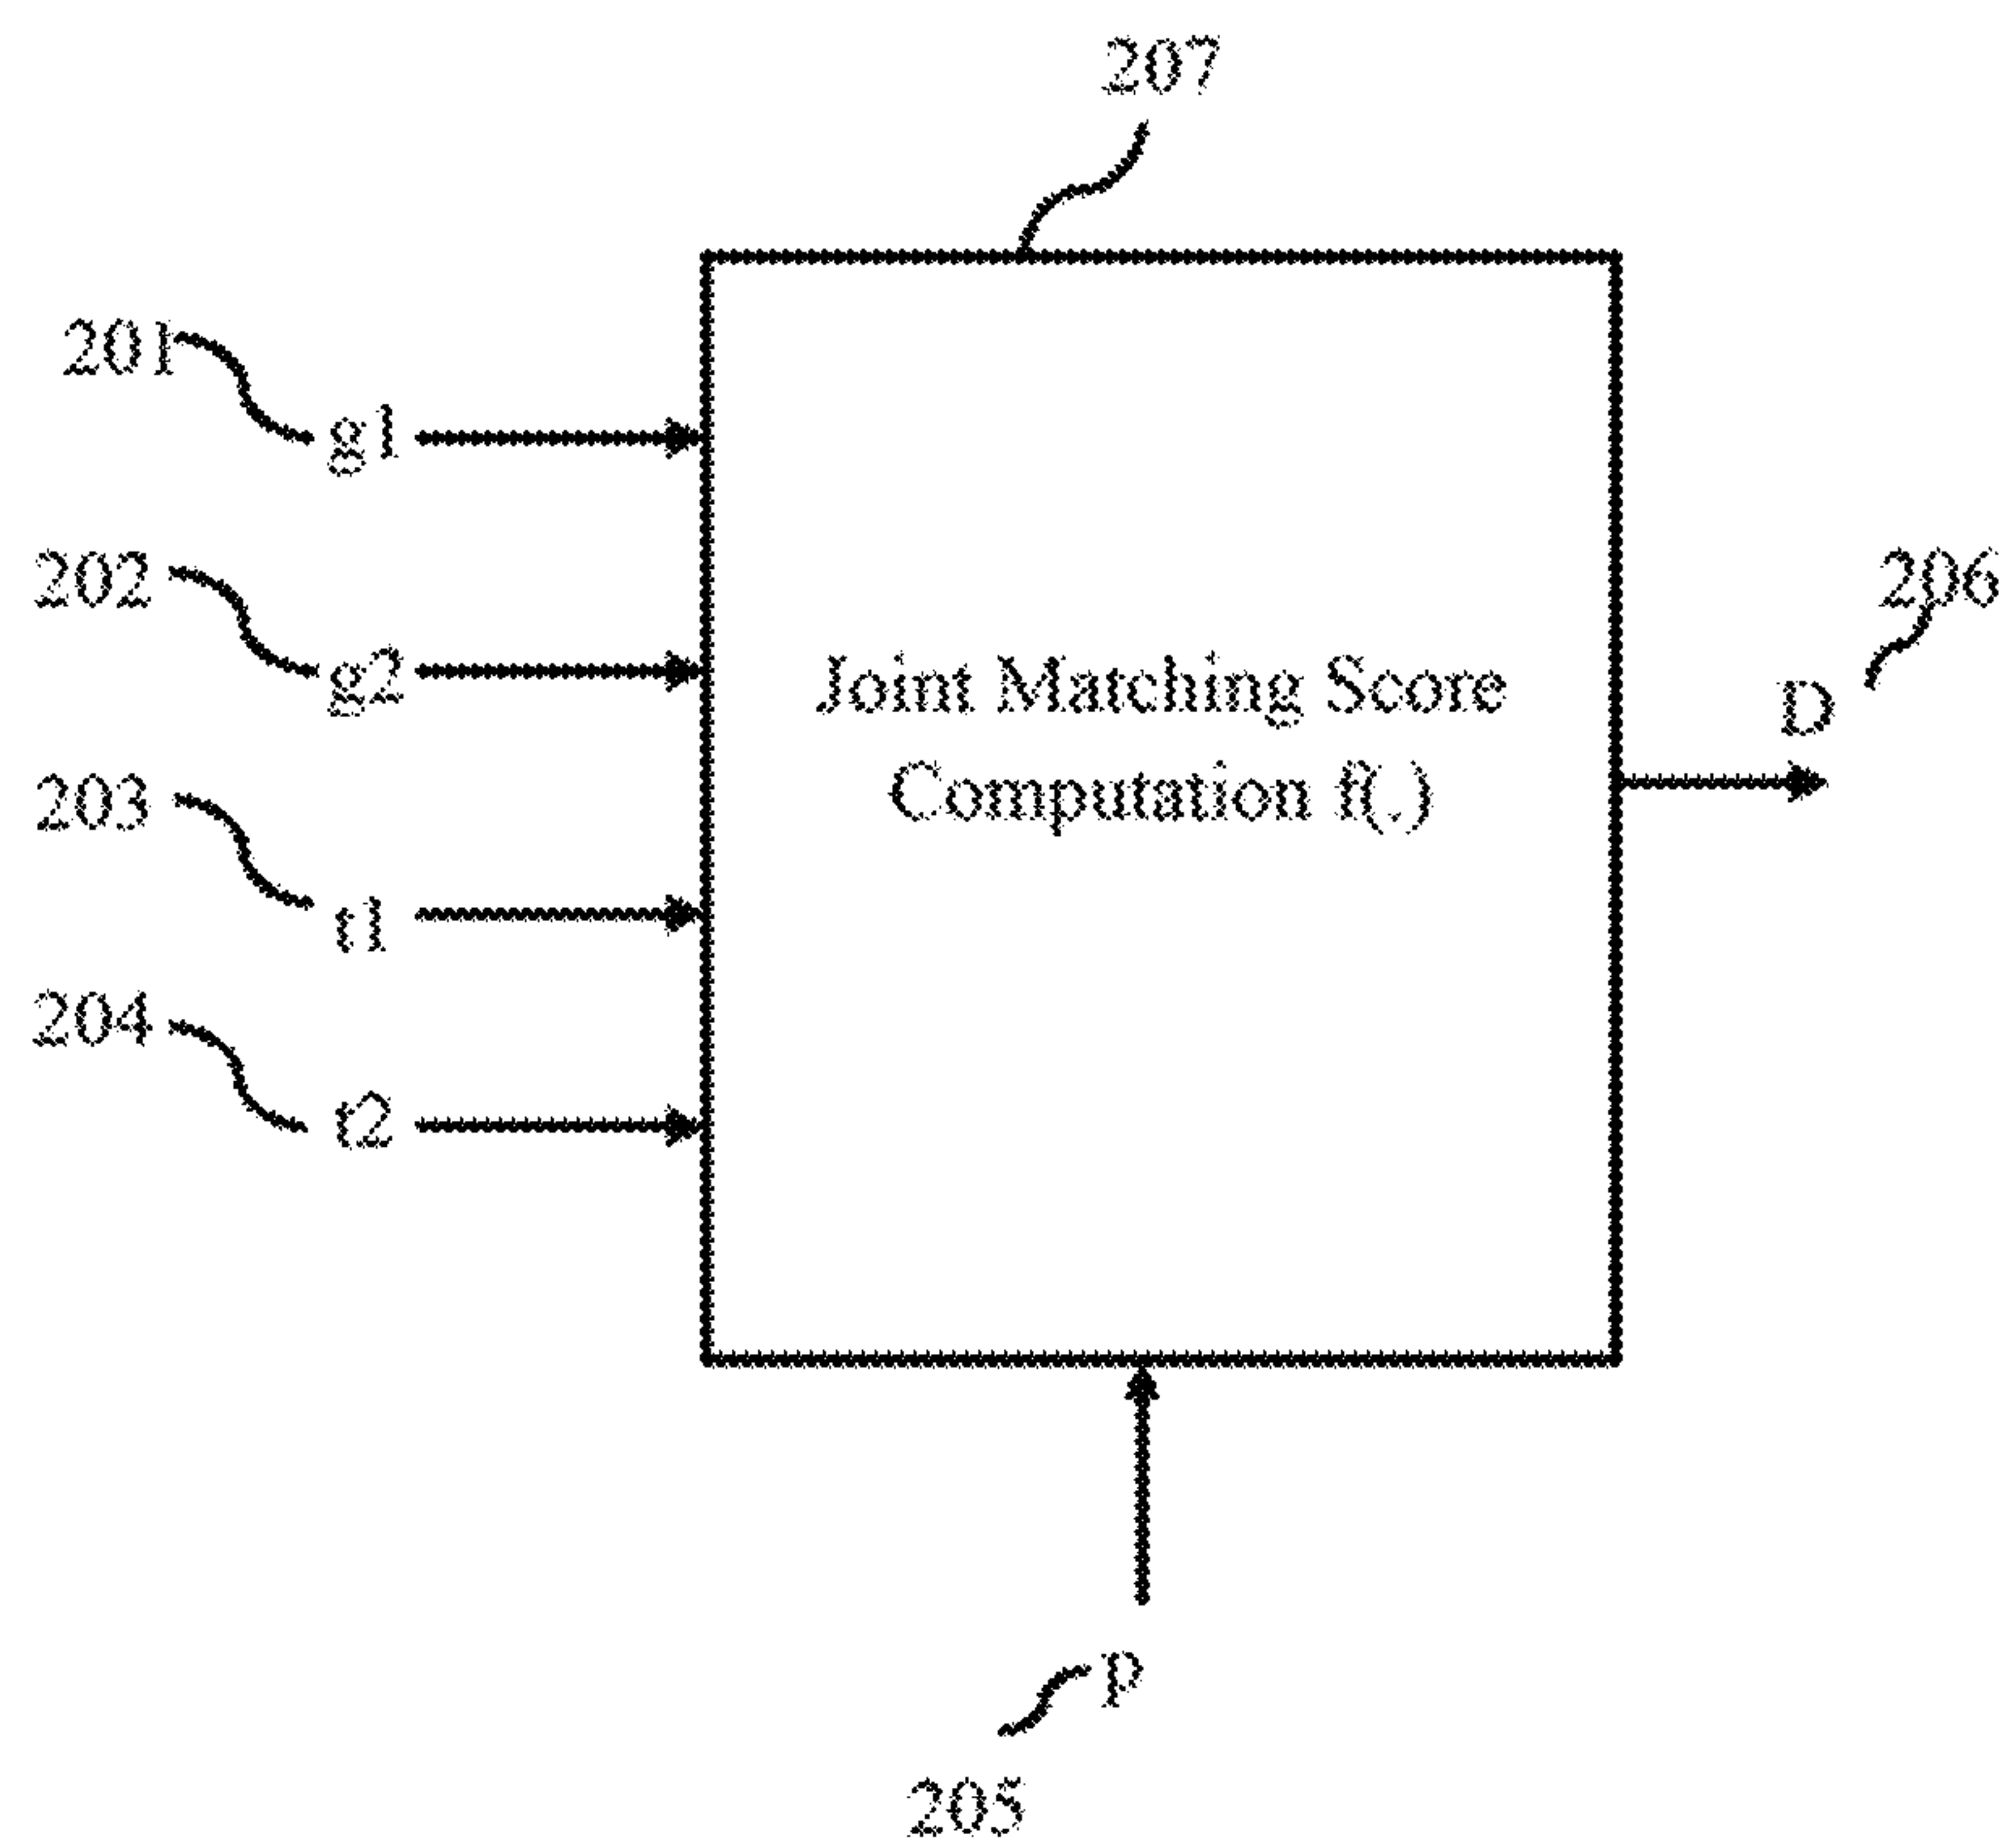 207
201
g1
202
g2
203
t1
204
t2
Joint Matching Score
Computation f(.)
206
D
p
205